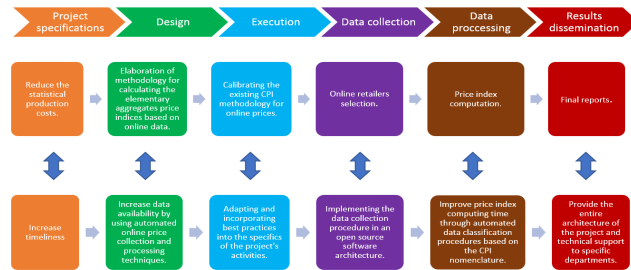 Project
specifications
Design
Execution
Data collection
Data
proccessing
Results
dissemination
Reduce the
statistical
production
costs.
Elaboration of
methodology for
calculating the
elementary
aggregates price
indices based on
online data.
Calibrating the
existing CPI
methodology for
online prices.
Online retailers
selection.
Price index
computation.
Final reports.
Increase
timeliness
Increase data
availability by
using automated
online price
collection and
processing
techniques.
Adapting and
incorporating
best practices
into the specifics
of the project's
activities.
Implementing the
data collection
procedure in an
open source
software
architecture.
Improve price index
computing time
through automated
data classification
procedures based on
the CPI
nomenclature.
Provide the
entire
architecture of
the project and
technical support
to specific
departments.